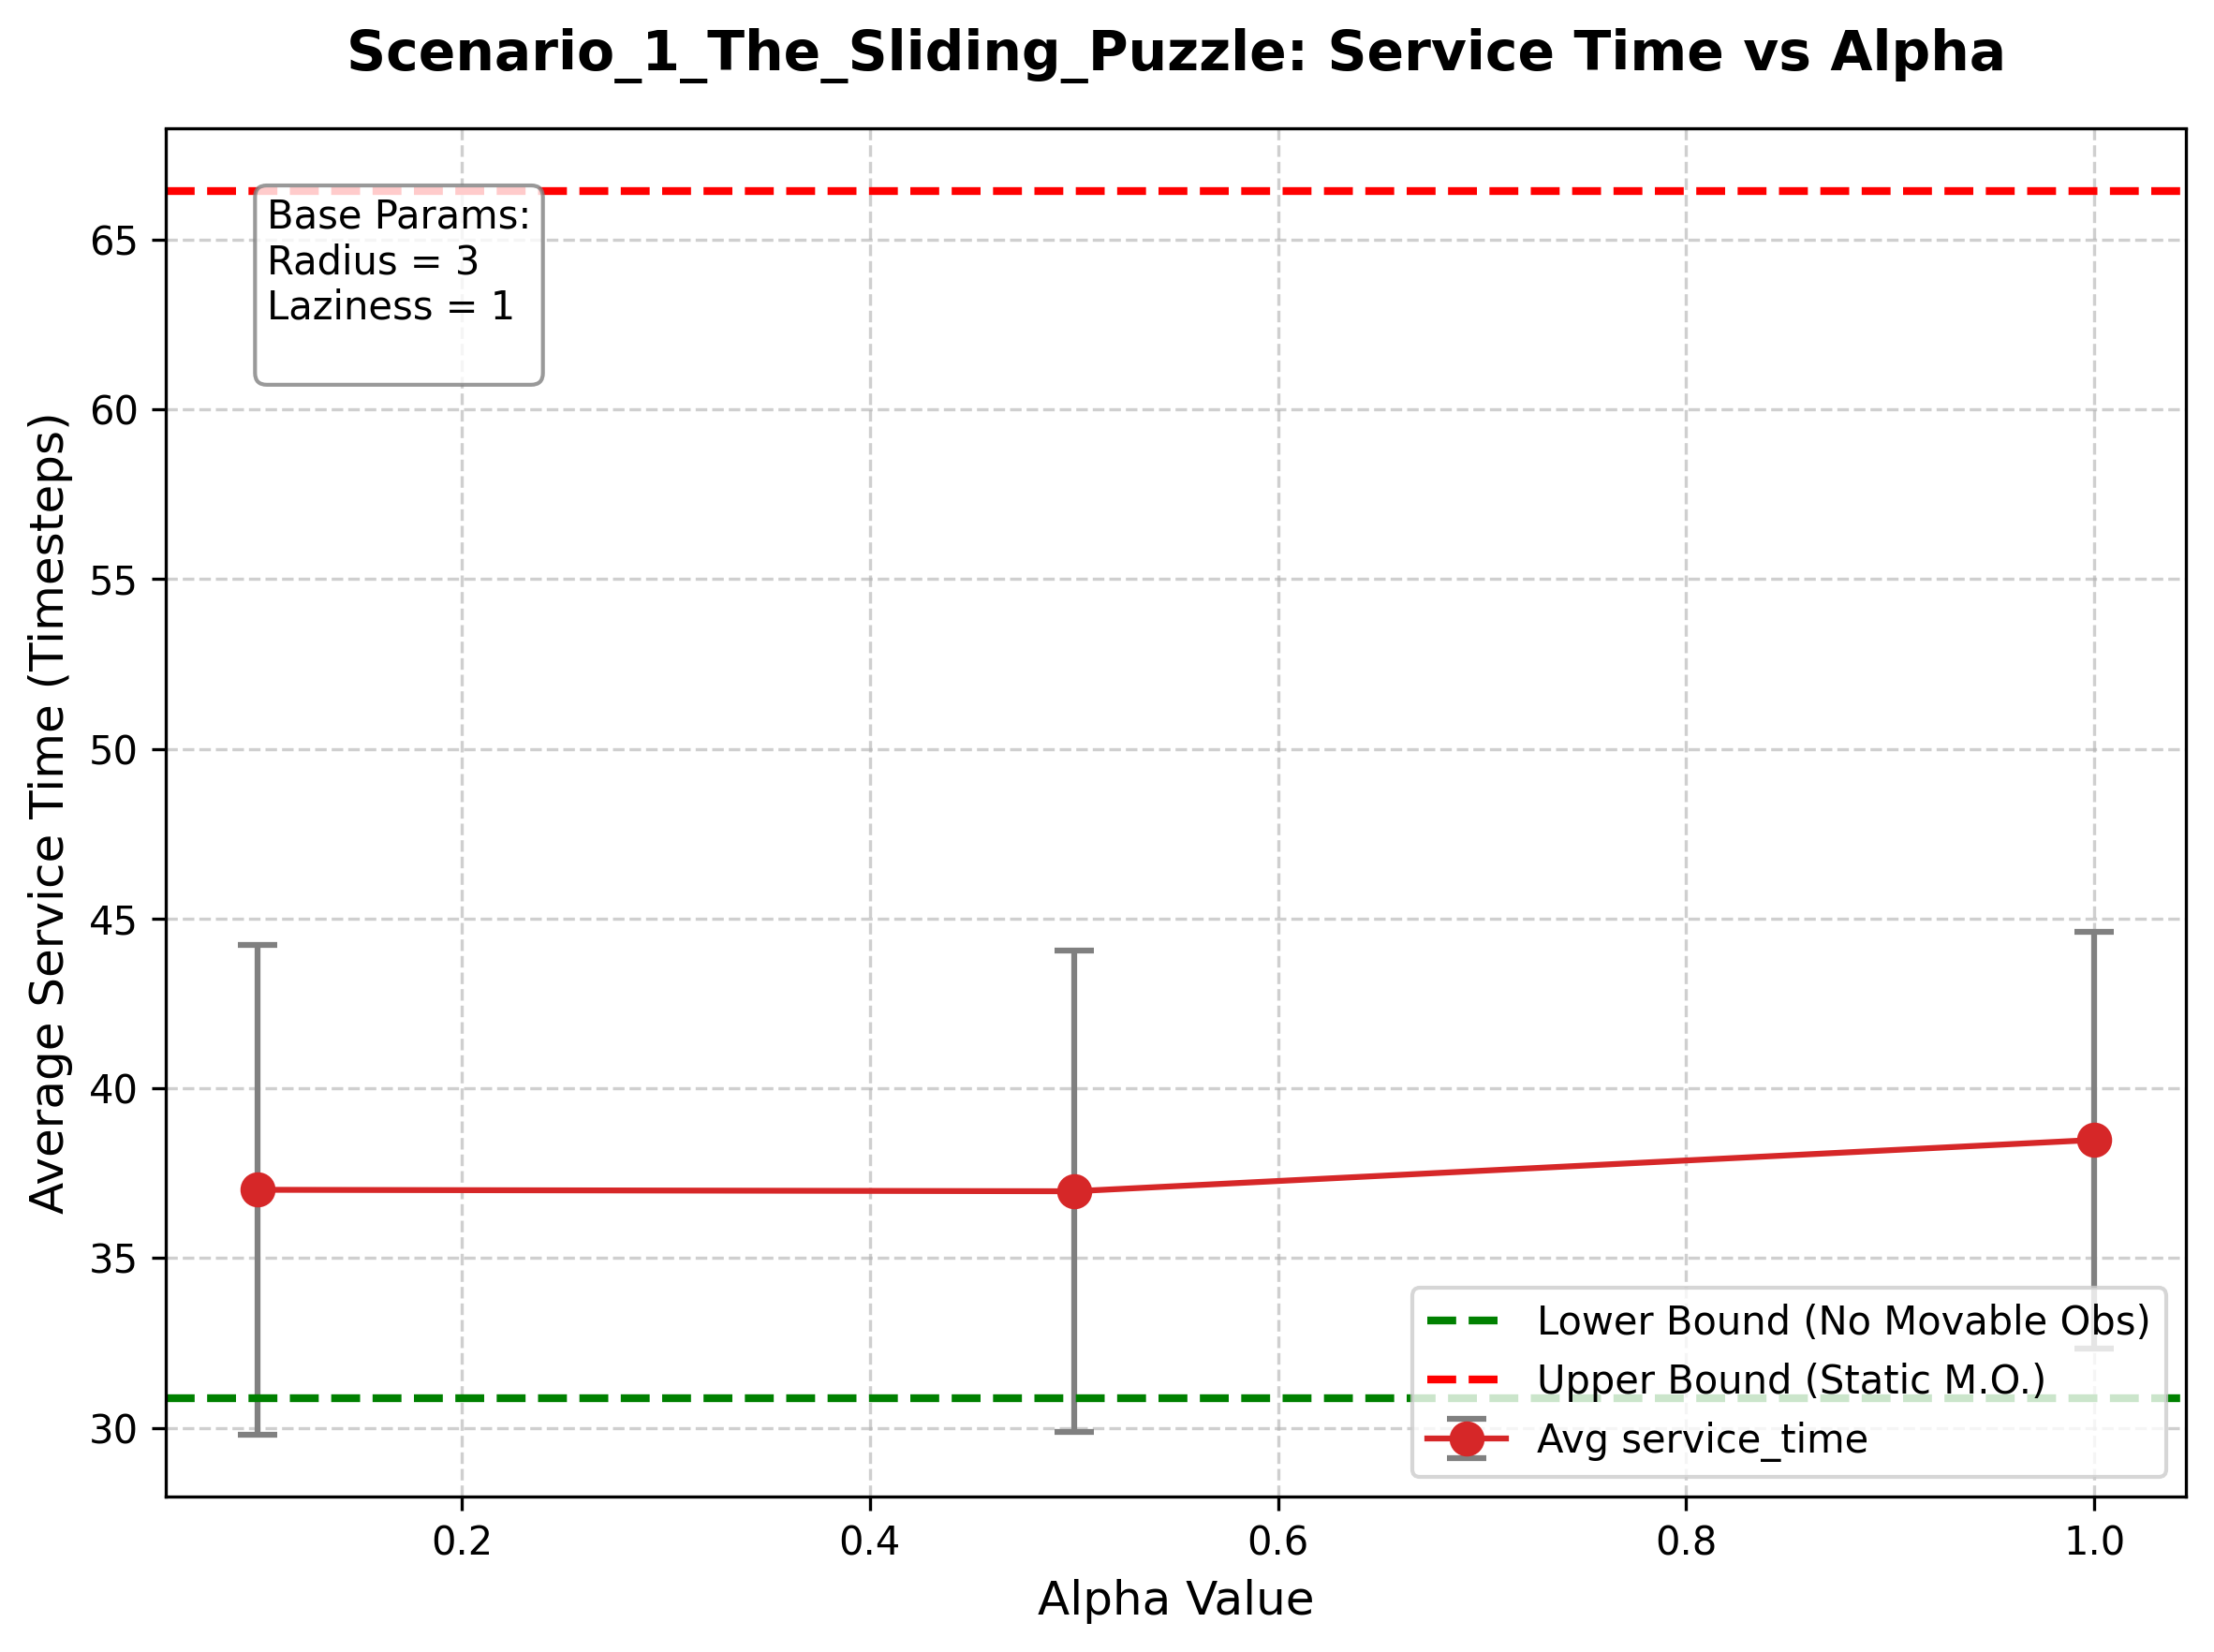 Scenario_1_The_Sliding_Puzzle: Service Time vs Alpha
Average Service Time (Timesteps)
65
60
55
50
45
40
35
30
Base Params:
Radius = 3
Laziness = 1
Lower Bound (No Movable Obs)
Upper Bound (Static M.O.)
Avg service_time
0.2
0.4
0.6
0.8
1.0
Alpha Value